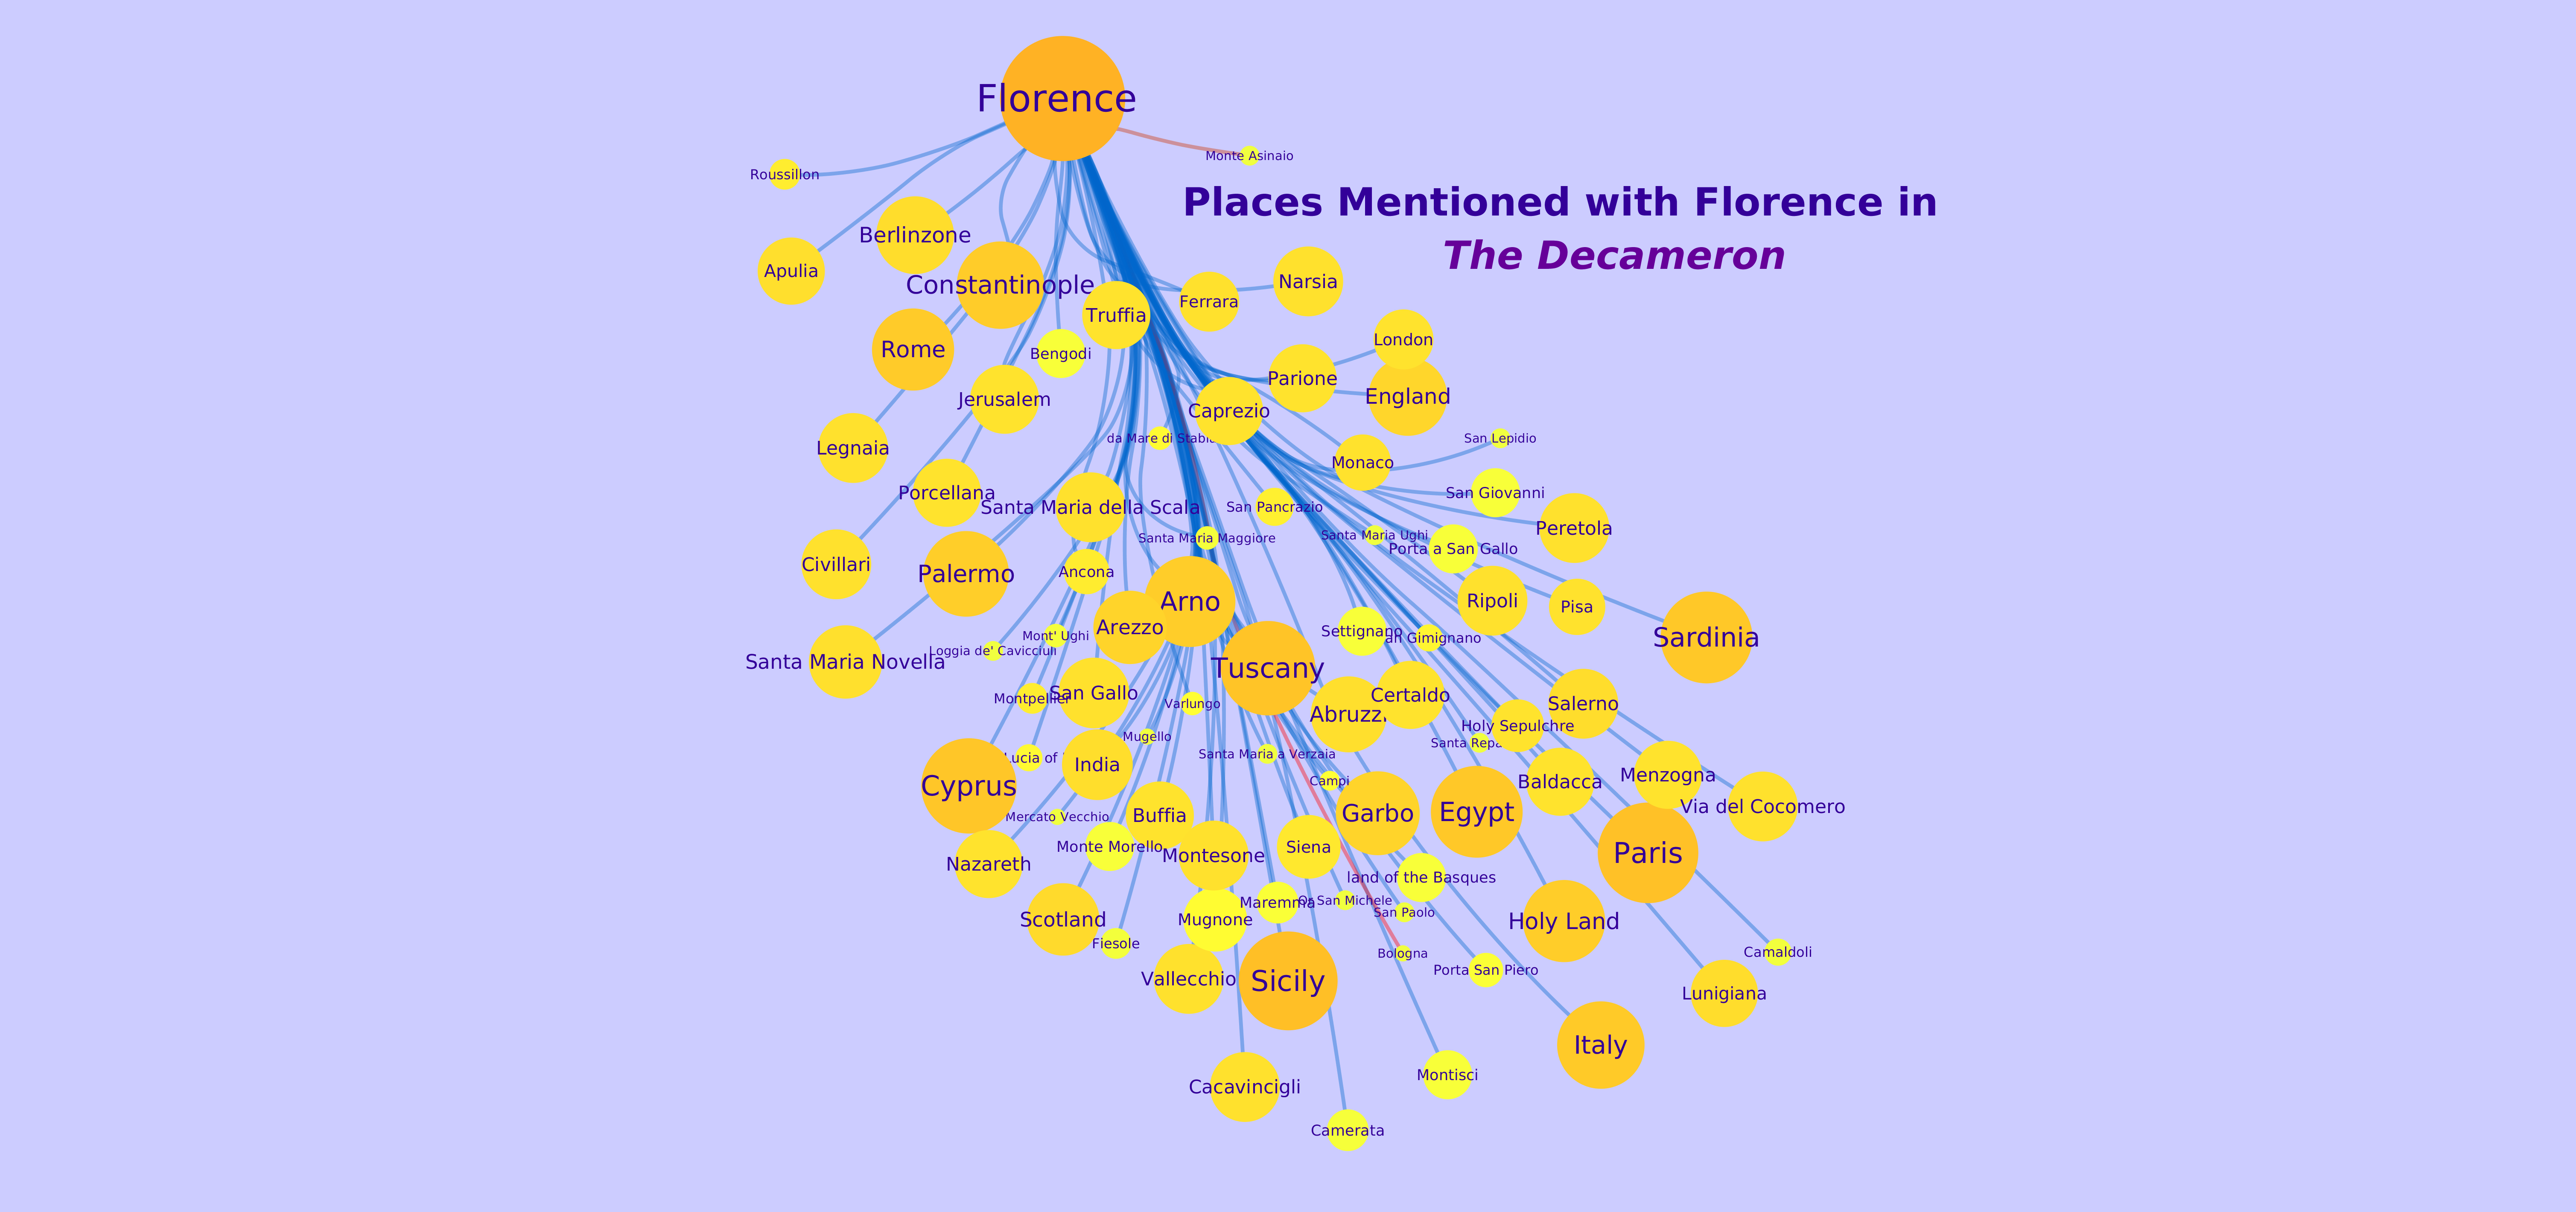 Florence
Monte Asinaio
Roussillon
Places Mentioned with Florence in
The Decameron
Berlinzone
Apulia
Constantinople
Narsia
Ferrara
Truffia
London
Rome
Bengodi
Parione
England
Jerusalem
Caprezio
da Mare di Stabia
San Lepidio
Legnaia
Monaco
Porcellana
San Giovanni
Santa Maria della Scala
San Pancrazio
Peretola
Santa Maria Maggiore
Santa Maria Ughi
Porta a San Gallo
Civillari
Palermo
Ancona
Arno
Ripoli
Pisa
Arezzo
Settignano
an Gimignano
Mont' Ughi
Sardinia
Loggia de' Cavicciuli
Santa Maria Novella
Tuscany
San Gallo
Montpellier
Certaldo
Varlungo
Salerno
Abruzzi
Holy Sepulchre
Mugello
Santa Repa
Santa Maria a Verzaia
Lucia of
India
Menzogna
Campi
Baldacca
Cyprus
Via del Cocomero
Mercato Vecchio
Buffia
Garbo
Egypt
Monte Morello
Siena
Paris
Montesone
Nazareth
land of the Basques
Or San Michele
Maremma
San Paolo
Scotland
Mugnone
Holy Land
Fiesole
Bologna
Camaldoli
Porta San Piero
Vallecchio
Sicily
Lunigiana
Italy
Montisci
Cacavincigli
Camerata